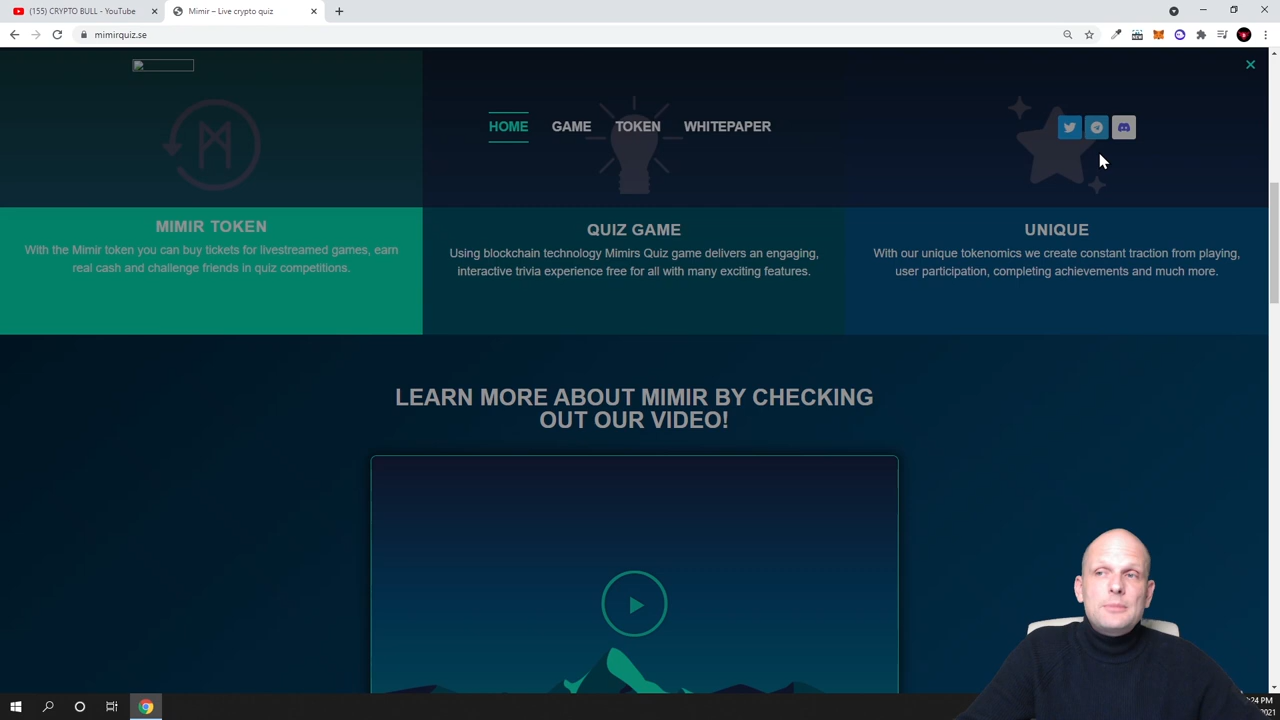 (155) CRYPTO BULL - YouTube
Mimir – Live crypto quiz
mimirquiz.se
HOME
GAME
TOKEN
WHITEPAPER
MIMIR TOKEN
With the Mimir token you can buy tickets for livestreamed games, earn
real cash and challenge friends in quiz competitions.
QUIZ GAME
Using blockchain technology Mimirs Quiz game delivers an engaging,
interactive trivia experience free for all with many exciting features.
UNIQUE
With our unique tokenomics we create constant traction from playing,
user participation, completing achievements and much more.
LEARN MORE ABOUT MIMIR BY CHECKING
OUT OUR VIDEO!
:24 PM
2021